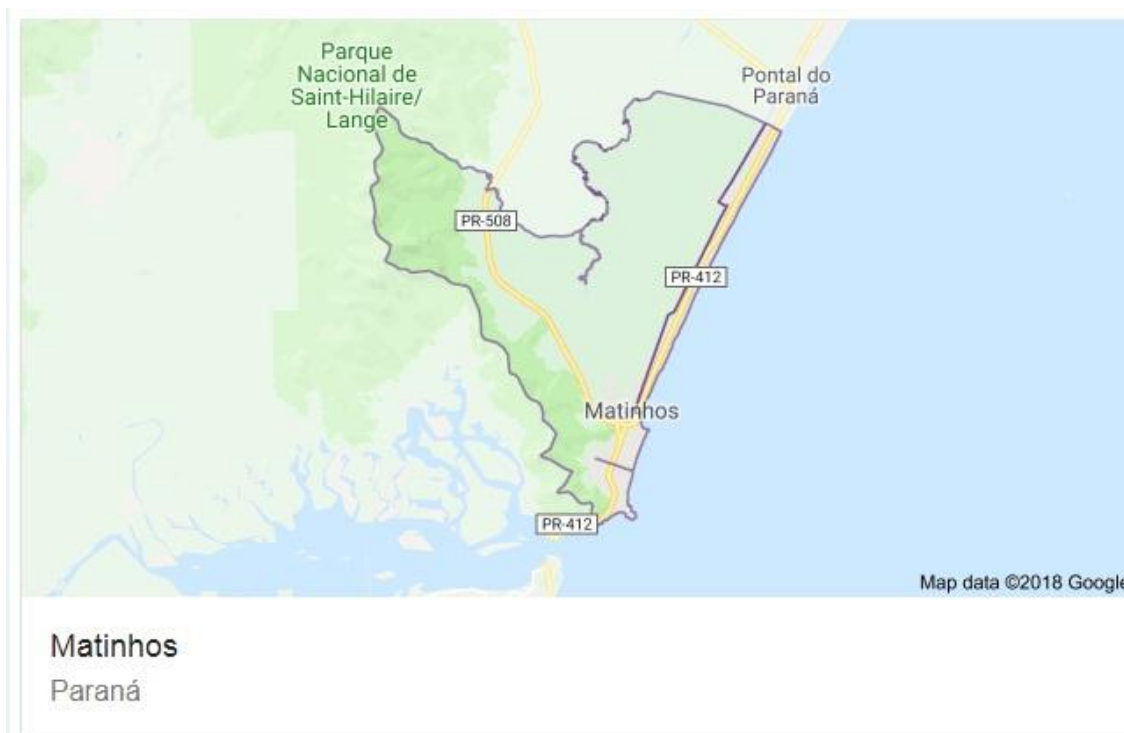 Parque
Nacional de
Saint-Hilaire/
Lange
Pontal do
Paraná
PR-508
PR-412
Matinhos
PR-412
Map data ©2018 Google
Matinhos
Paraná